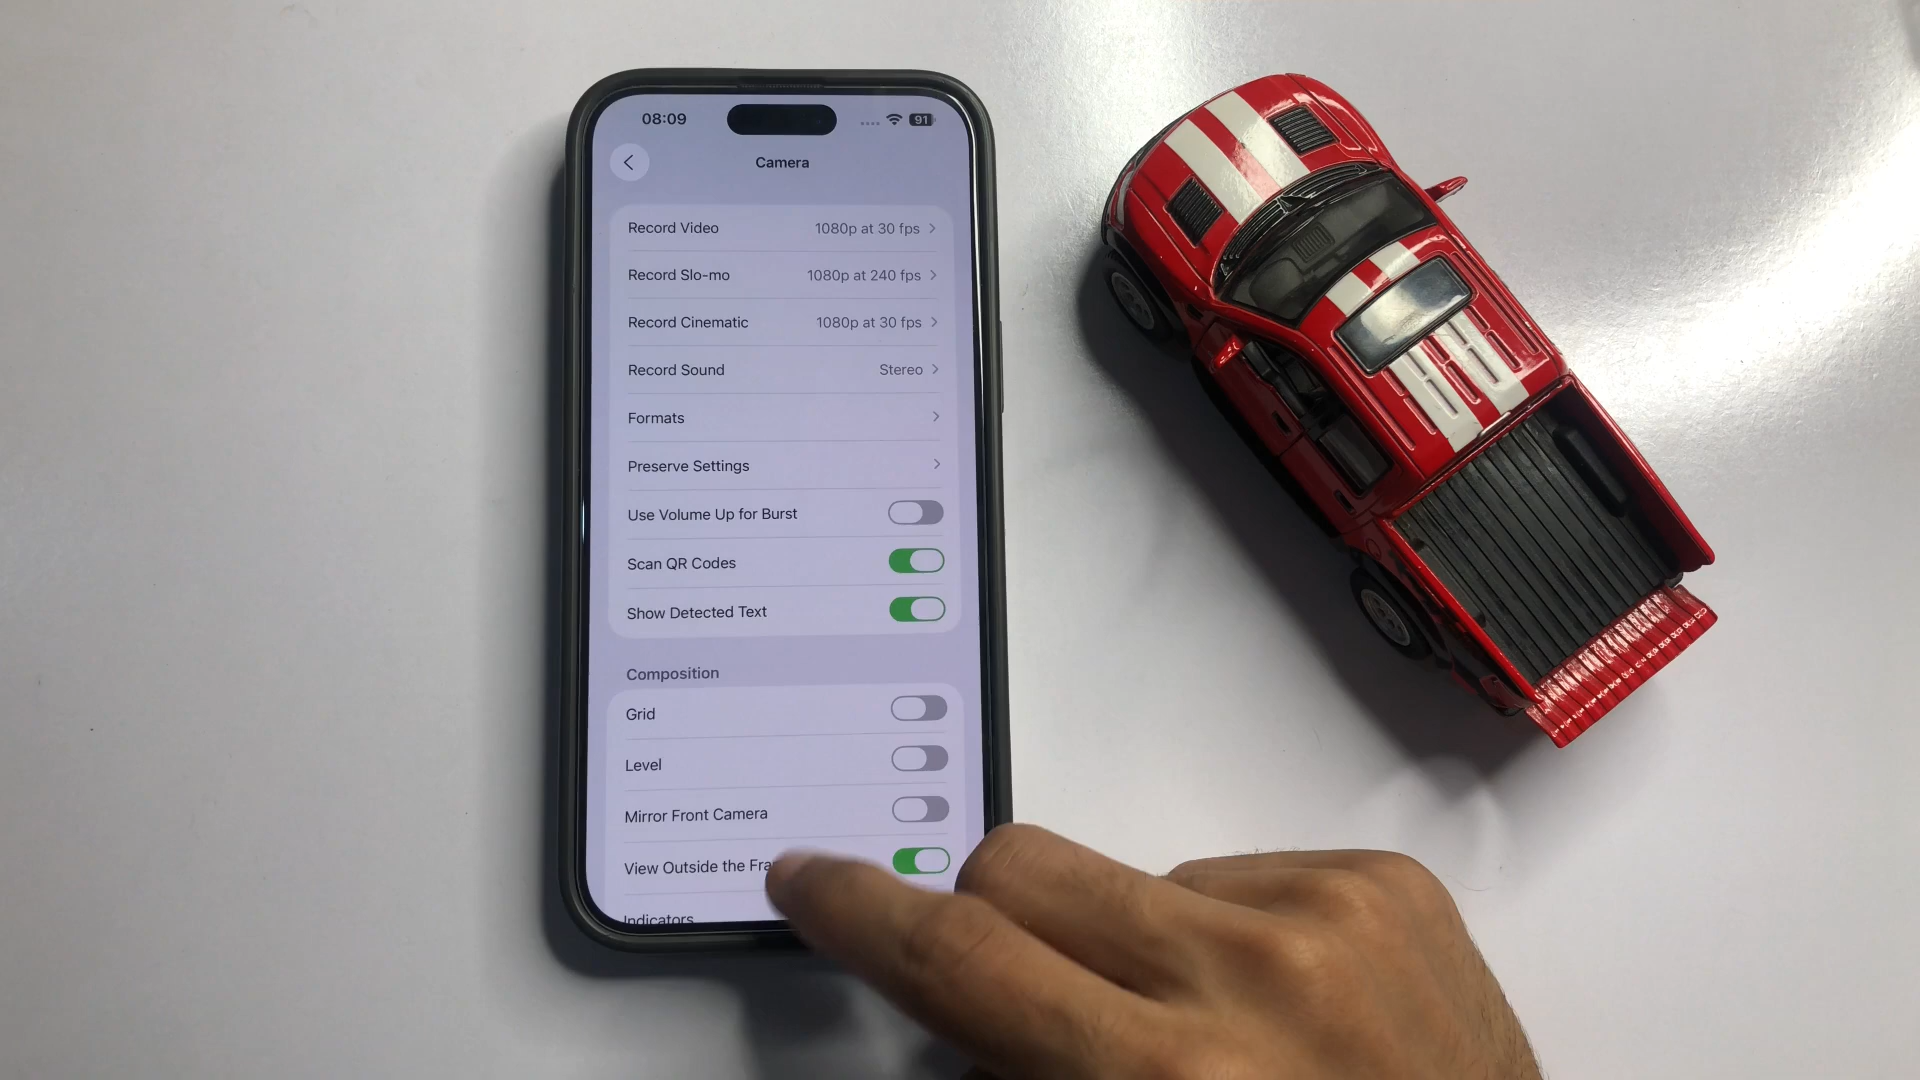 08:09
91
Camera
Record Video 1080p at 30 fps
Record Slo-mo 1080p at 240 fps
Record Cinematic 1080p at 30 fps
Record Sound Stereo
Formats
Preserve Settings
Use Volume Up for Burst
Scan QR Codes
Show Detected Text
Composition
Grid
Level
Mirror Front Camera
View Outside the Fra
Indicators